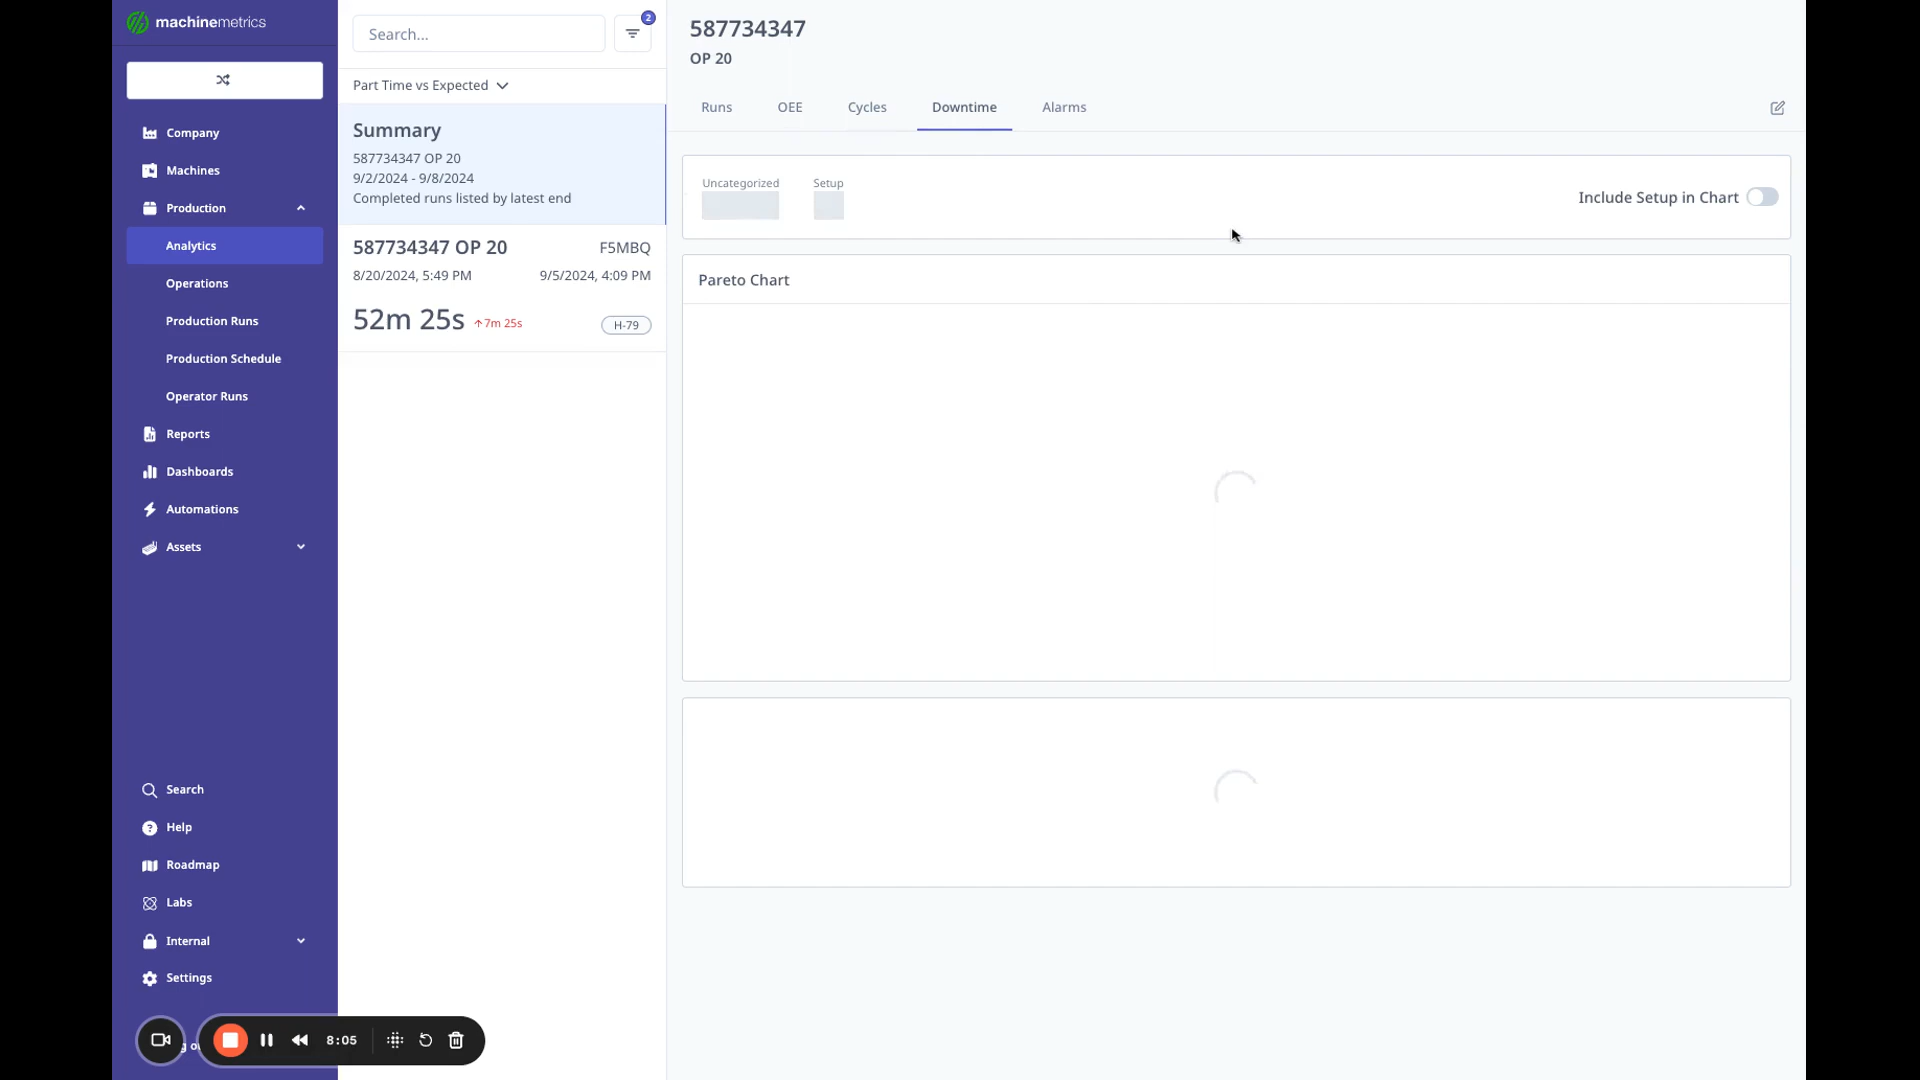 machinemetrics
Company
Machines
Production
Analytics
Operations
Production Runs
Production Schedule
Operator Runs
Reports
Dashboards
Automations
Assets
Search
Help
Roadmap
Labs
Internal
Settings
8:05
Search...
2
Part Time vs Expected
Summary
587734347 OP 20
9/2/2024 - 9/8/2024
Completed runs listed by latest end
587734347 OP 20 F5MBQ
8/20/2024, 5:49 PM 9/5/2024, 4:09 PM
52m 25s ↑7m 25s H-79
587734347
OP 20
Runs OEE Cycles Downtime Alarms
Uncategorized Setup
Include Setup in Chart
Pareto Chart